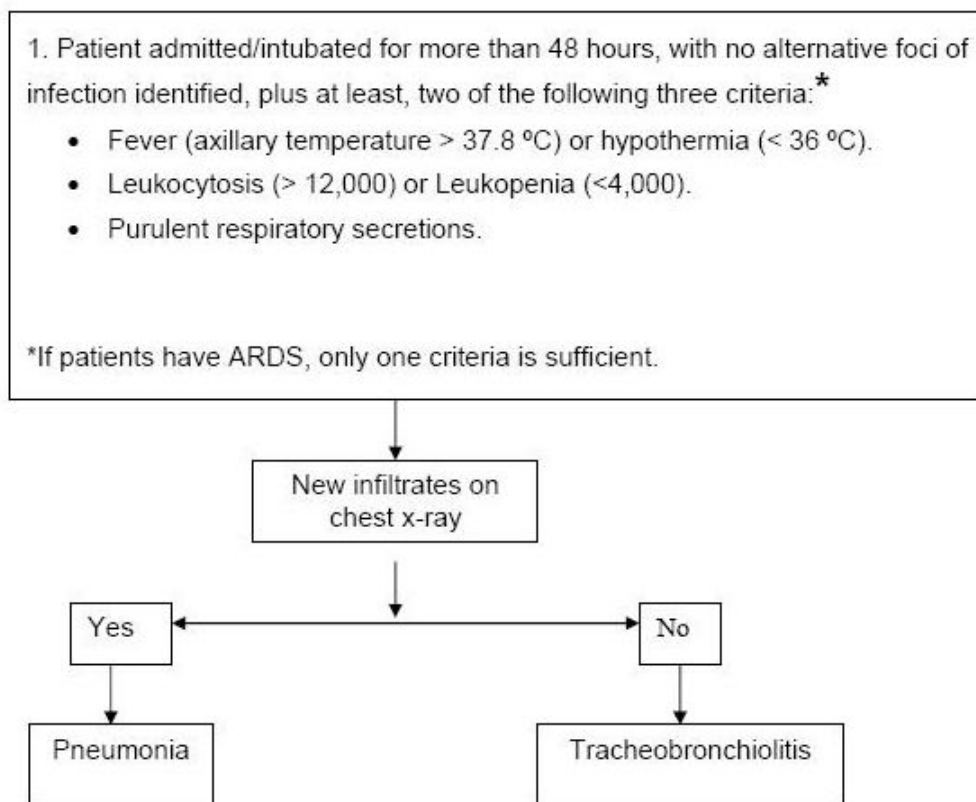 1. Patient admitted/intubated for more than 48 hours, with no alternative foci of
infection identified, plus at least, two of the following three criteria:*
• Fever (axillary temperature > 37.8 ºC) or hypothermia (< 36 ºC).
• Leukocytosis (> 12,000) or Leukopenia (<4,000).
• Purulent respiratory secretions.
*If patients have ARDS, only one criteria is sufficient.
New infiltrates on
chest x-ray
Yes
No
Pneumonia
Tracheobronchiolitis